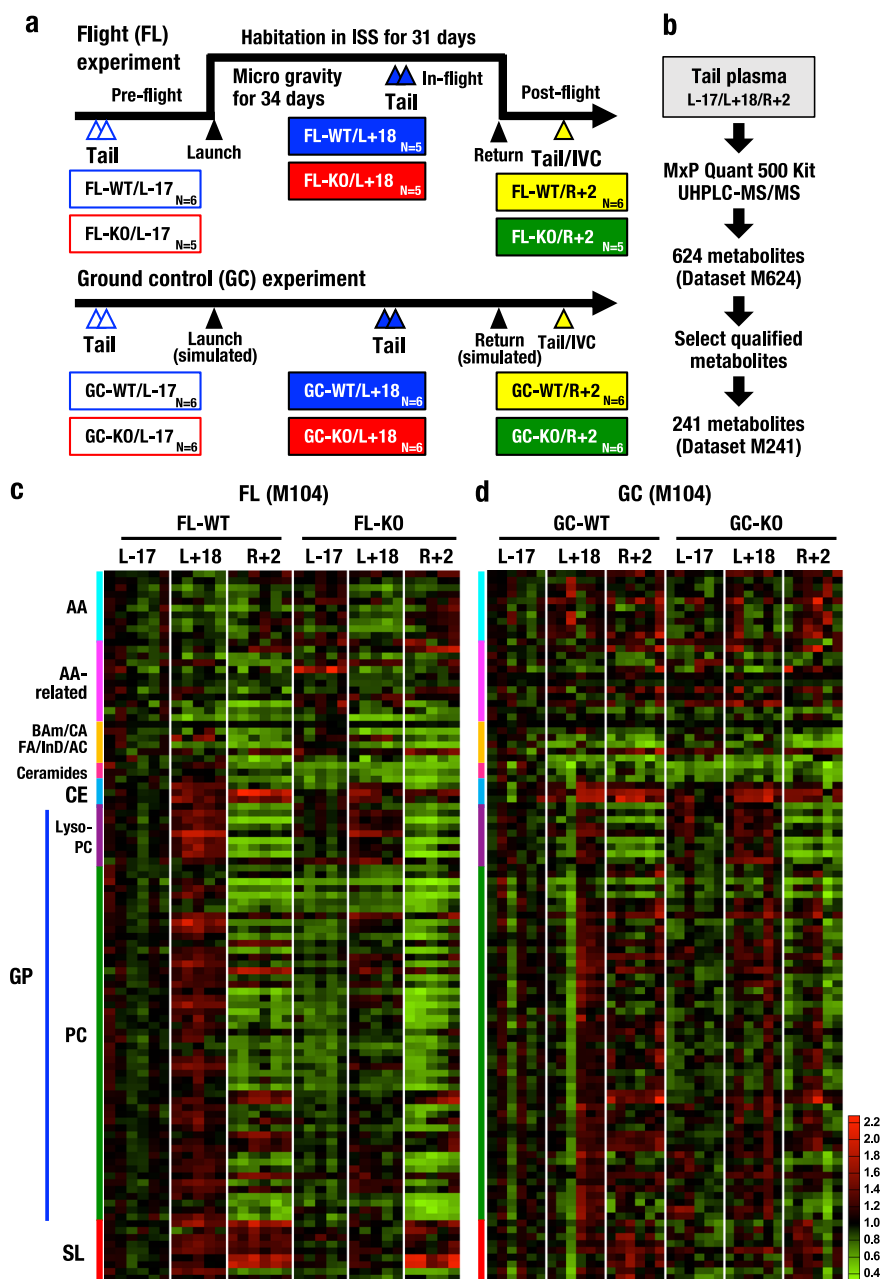 a
Flight (FL)
experiment
Habitation in ISS for 31 days
Micro gravity
for 34 days
In-flight
Pre-flight
Post-flight
Tail
Launch
Tail
Return
Tail/IVC
FL-WT/L-17 N=6
FL-KO/L-17 N=5
FL-WT/L+18 N=5
FL-KO/L+18 N=5
FL-WT/R+2 N=6
FL-KO/R+2 N=5
Ground control (GC) experiment
Tail
Launch
(simulated)
Tail
Return
(simulated)
Tail/IVC
GC-WT/L-17 N=6
GC-KO/L-17 N=6
GC-WT/L+18 N=6
GC-KO/L+18 N=6
GC-WT/R+2 N=6
GC-KO/R+2 N=6
b
Tail plasma
L-17/L+18/R+2
MxP Quant 500 Kit
UHPLC-MS/MS
624 metabolites
(Dataset M624)
Select qualified
metabolites
241 metabolites
(Dataset M241)
c
FL (M104)
FL-WT FL-KO
L-17 L+18 R+2 L-17 L+18 R+2
AA
AA-
related
BAm/CA
FA/InD/AC
Ceramides
CE
Lyso-
PC
GP
PC
SL
d
GC (M104)
GC-WT GC-KO
L-17 L+18 R+2 L-17 L+18 R+2
2.2
2.0
1.8
1.6
1.4
1.2
1.0
0.8
0.6
0.4